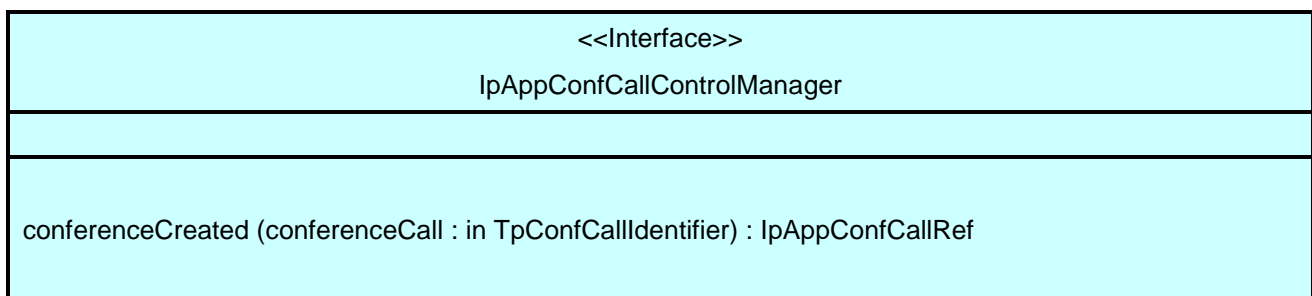 <<Interface>>
IpAppConfCallControlManager
conferenceCreated (conferenceCall : in TpConfCallIdentifier) : IpAppConfCallRef